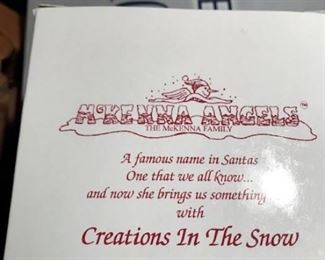 McKENNA ANGELS ™
THE McKENNA FAMILY
A famous name in Santas
One that we all know...
and now she brings us something
with
Creations In The Snow